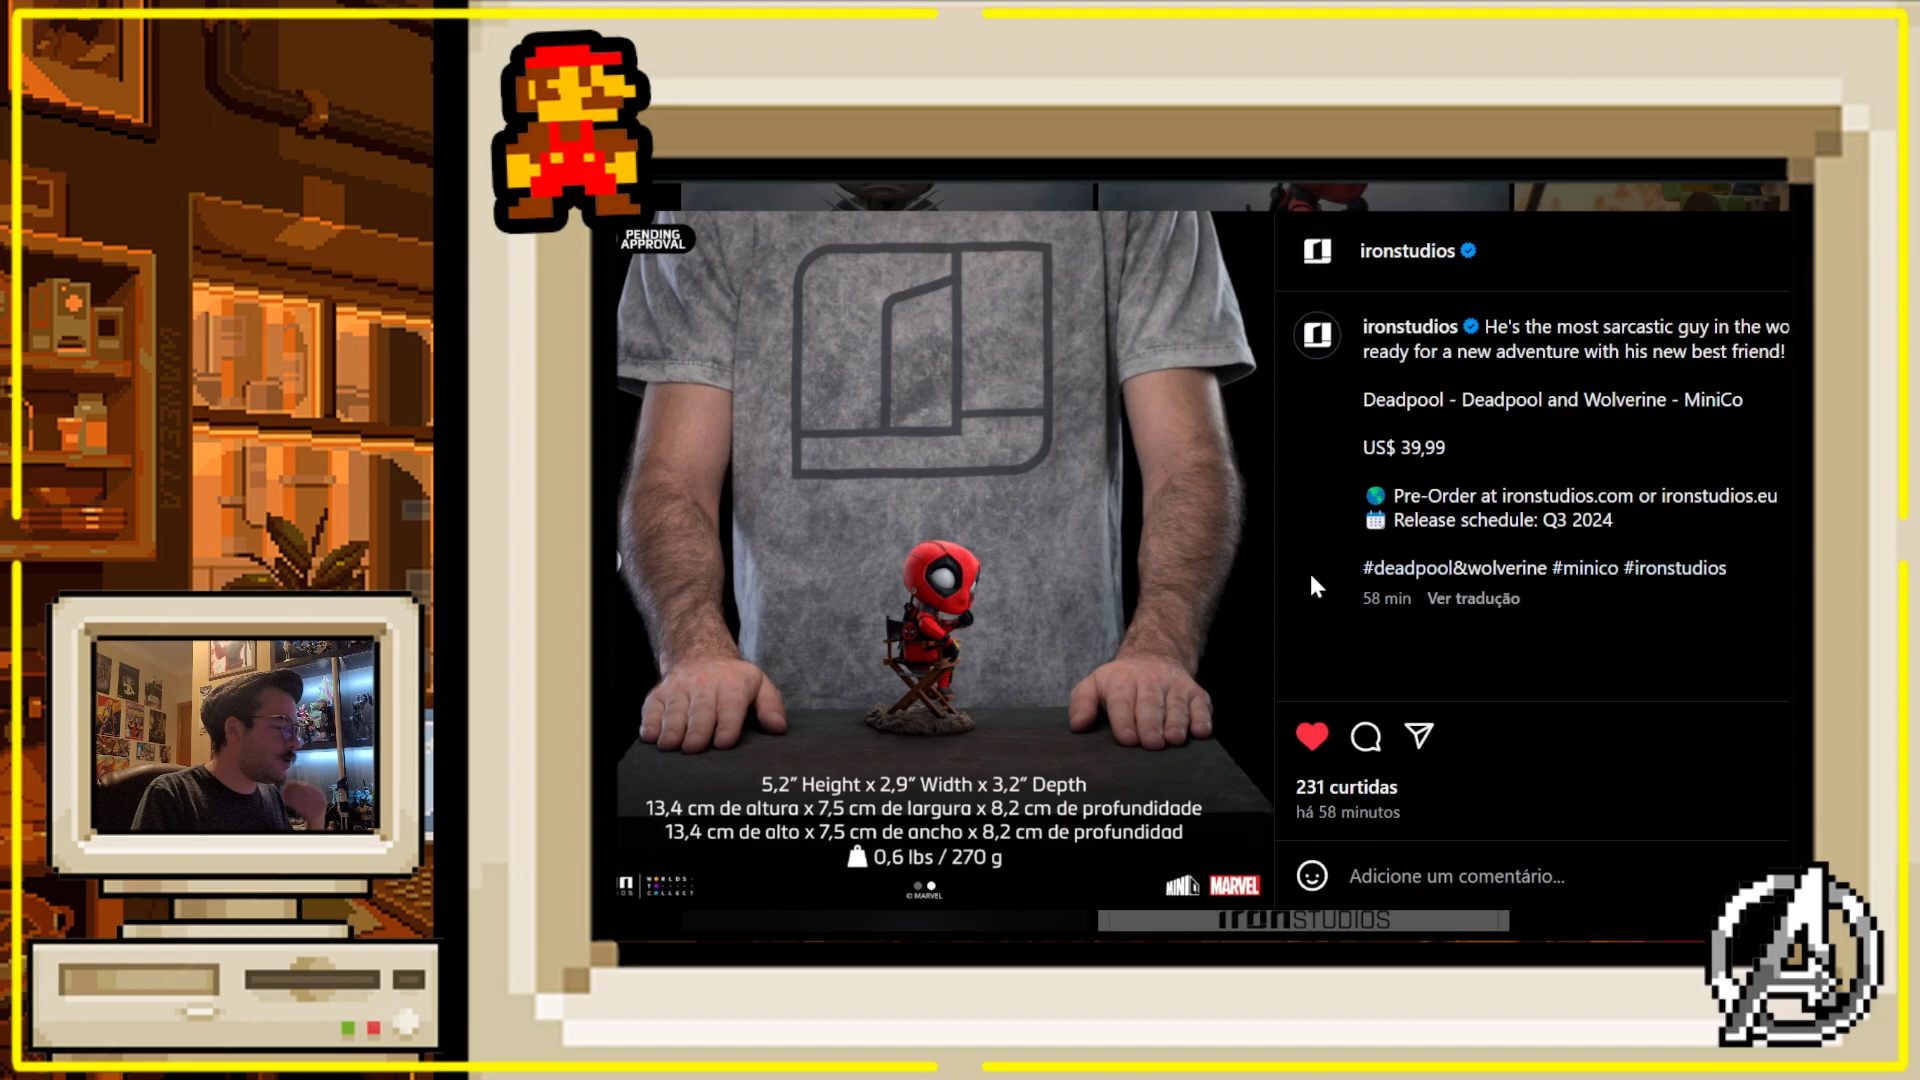 PENDING
APPROVAL
5,2” Height x 2,9” Width x 3,2” Depth
13,4 cm de altura x 7,5 cm de largura x 8,2 cm de profundidade
13,4 cm de alto x 7,5 cm de ancho x 8,2 cm de profundidad
0,6 lbs / 270 g
WORLDS
TO
COLLECT
© MARVEL
MINI
MARVEL
ironstudios
ironstudios He's the most sarcastic guy in the wo
ready for a new adventure with his new best friend!
Deadpool - Deadpool and Wolverine - MiniCo
US$ 39,99
Pre-Order at ironstudios.com or ironstudios.eu
Release schedule: Q3 2024
#deadpool&wolverine #minico #ironstudios
58 min Ver tradução
231 curtidas
há 58 minutos
Adicione um comentário...
IRONSTUDIOS